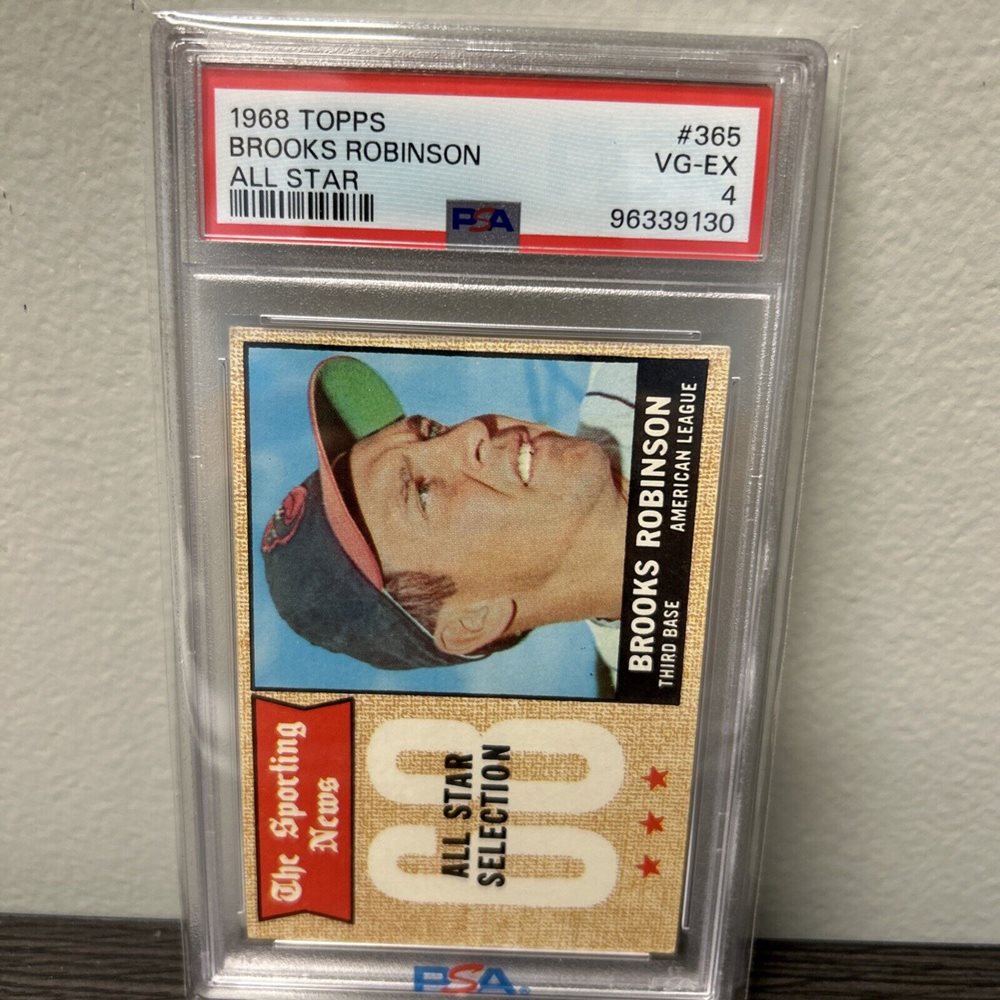 1968 TOPPS
BROOKS ROBINSON
ALL STAR
#365
VG-EX
4
96339130
PSA
The Sporting
News
68
ALL STAR
SELECTION
BROOKS ROBINSON
THIRD BASE AMERICAN LEAGUE
PSA